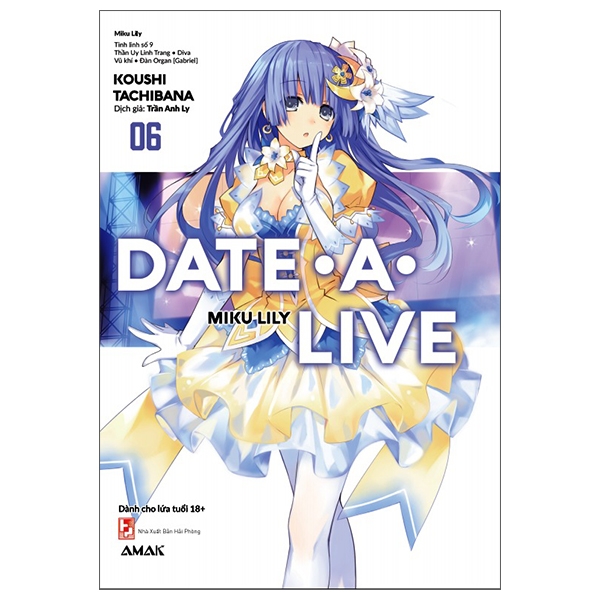 Miku Lily
Tinh linh số 9
Thần Uy Linh Trang • Diva
Vũ khí • Đàn Organ [Gabriel]
KOUSHI
TACHIBANA
Dịch giả: Trần Anh Ly
06
DATE • A •
MIKU LILY
LIVE
Dành cho lứa tuổi 18+
Nhà Xuất Bản Hải Phòng
AMAK